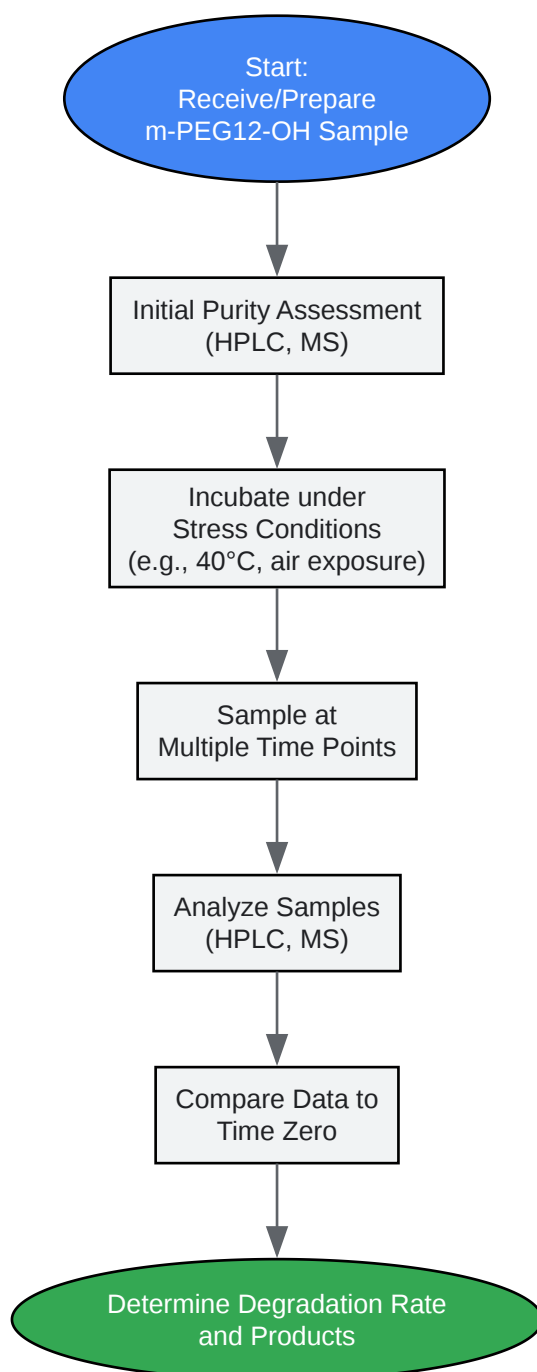 Start:
Receive/Prepare
m-PEG12-OH Sample
Initial Purity Assessment
(HPLC, MS)
Incubate under
Stress Conditions
(e.g., 40°C, air exposure)
Sample at
Multiple Time Points
Analyze Samples
(HPLC, MS)
Compare Data to
Time Zero
Determine Degradation Rate
and Products